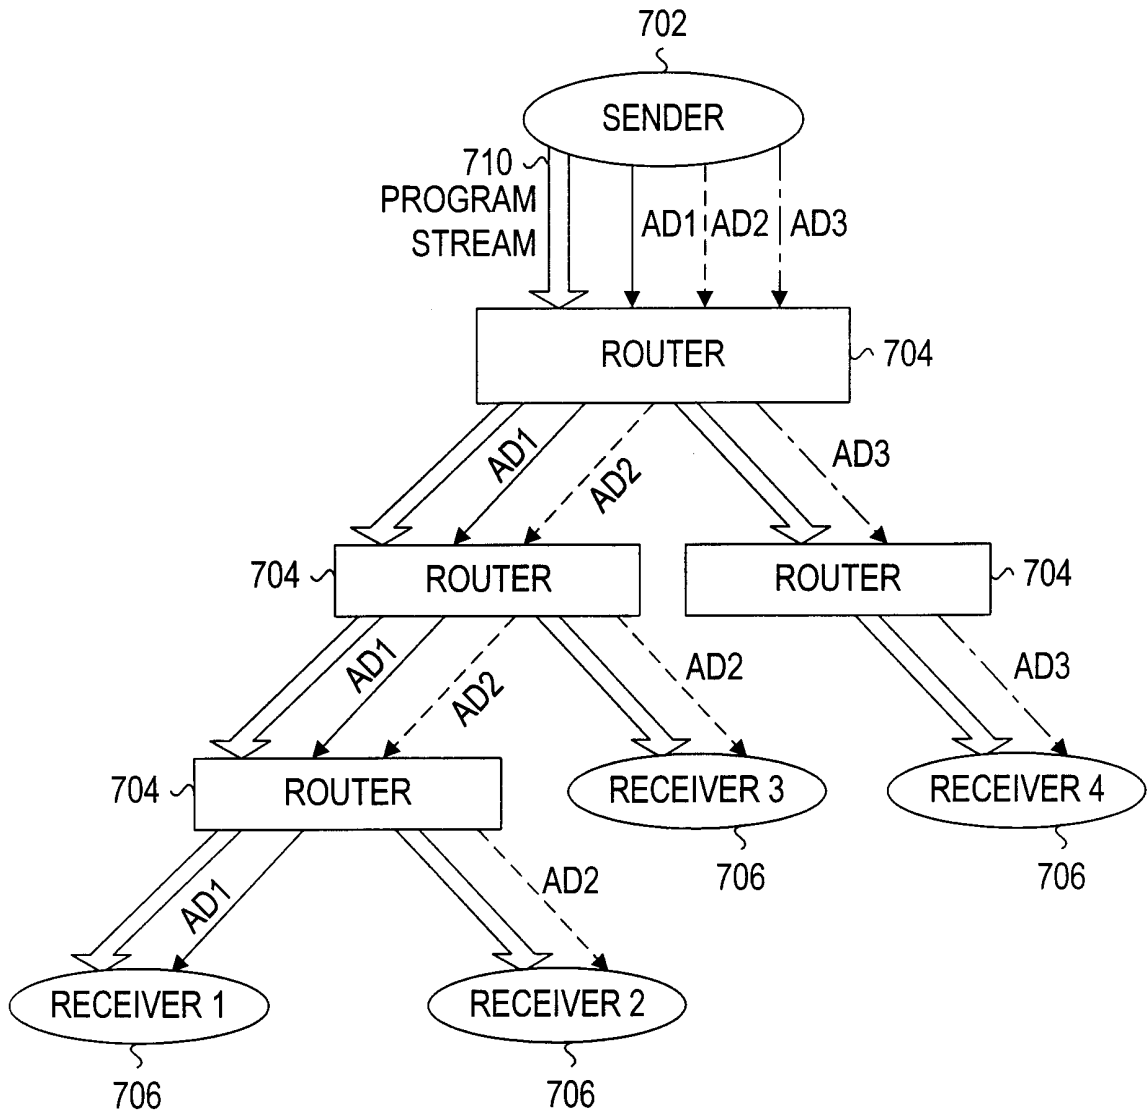 702
SENDER
710
PROGRAM
STREAM
AD1
AD2
AD3
ROUTER
704
AD1
AD2
AD3
704
ROUTER
ROUTER
704
AD1
AD2
AD2
AD3
704
ROUTER
RECEIVER 3
RECEIVER 4
706
706
AD1
AD2
RECEIVER 1
RECEIVER 2
706
706